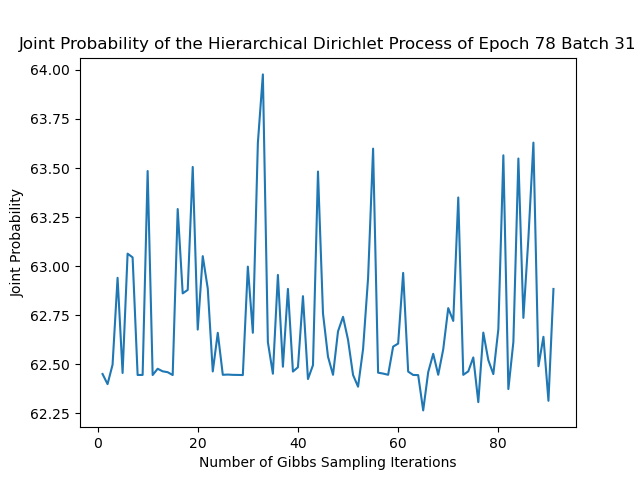 Joint Probability of the Hierarchical Dirichlet Process of Epoch 78 Batch 31
64.00
63.75
63.50
63.25
63.00
62.75
62.50
62.25
Joint Probability
0 20 40 60 80
Number of Gibbs Sampling Iterations